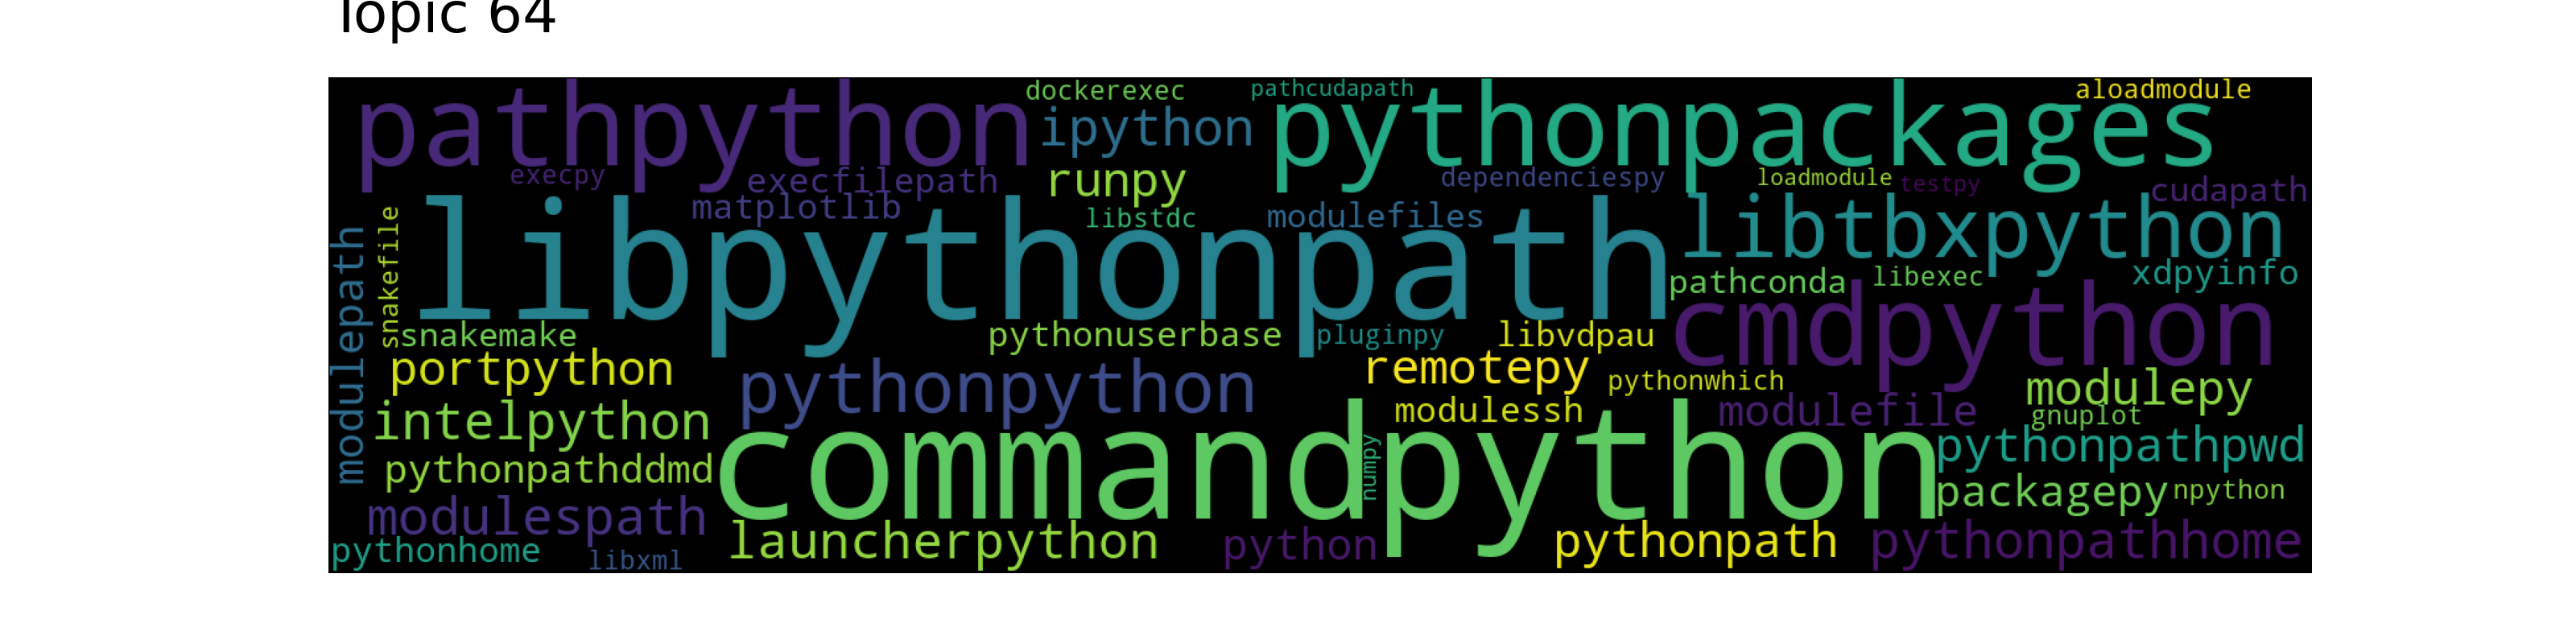 Topic 64
pathpython
dockerexec
pathcudapath
aloadmodule
ipython
pythonpackages
execpy
execfilepath
runpy
dependenciespy
loadmodule
testpy
cudapath
matplotlib
libstdc
modulefiles
libtbxpython
modulepath
snakefile
libpythonpath
pathconda
libexec
xdpyinfo
snakemake
pythonuserbase
pluginpy
libvdpau
cmdpython
portpython
pythonpython
remotepy
pythonwhich
modulepy
intelpython
modulessh
modulefile
gnuplot
pythonpathddmd
commandpython
numpy
pythonpathpwd
packagepy
npython
modulespath
launcherpython
python
pythonpath
pythonpathhome
pythonhome
libxml